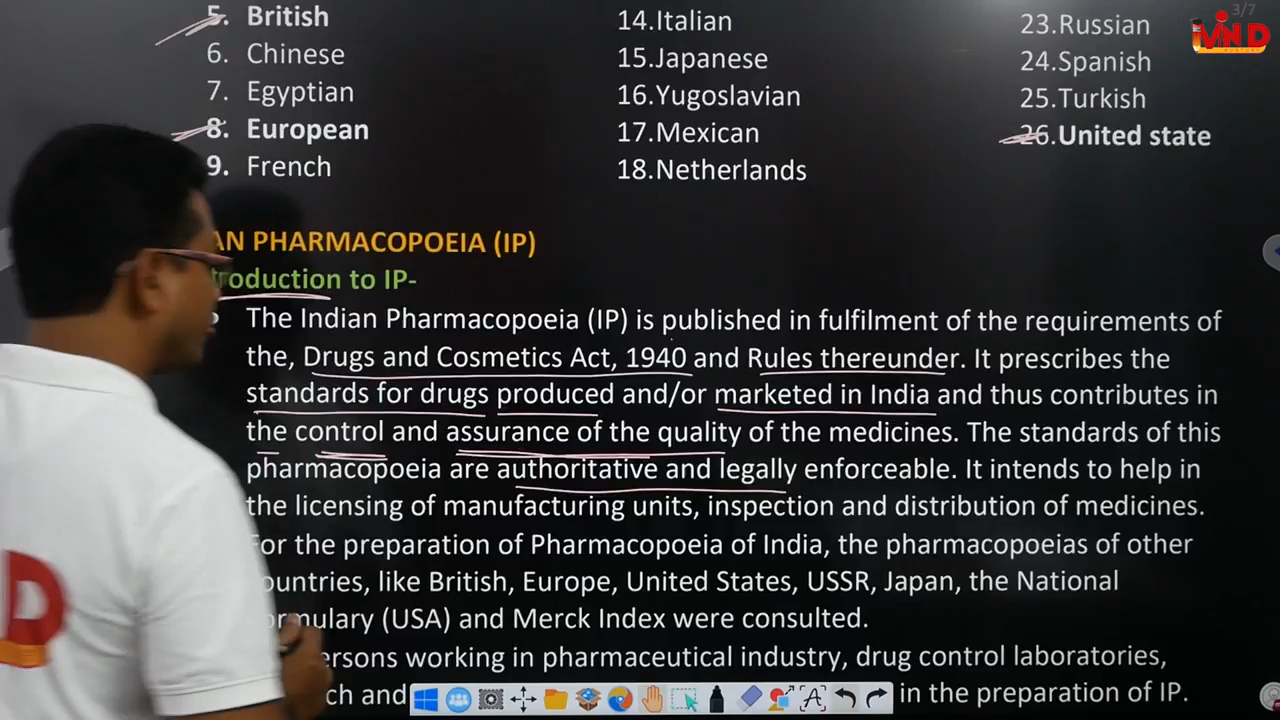 3/7
5. British
14.Italian
23.Russian
6. Chinese
15.Japanese
24.Spanish
7. Egyptian
16.Yugoslavian
25.Turkish
8. European
17.Mexican
26.United state
9. French
18.Netherlands
AN PHARMACOPOEIA (IP)
troduction to IP-
The Indian Pharmacopoeia (IP) is published in fulfilment of the requirements of
the, Drugs and Cosmetics Act, 1940 and Rules thereunder. It prescribes the
standards for drugs produced and/or marketed in India and thus contributes in
the control and assurance of the quality of the medicines. The standards of this
pharmacopoeia are authoritative and legally enforceable. It intends to help in
the licensing of manufacturing units, inspection and distribution of medicines.
For the preparation of Pharmacopoeia of India, the pharmacopoeias of other
ountries, like British, Europe, United States, USSR, Japan, the National
ormulary (USA) and Merck Index were consulted.
ersons working in pharmaceutical industry, drug control laboratories,
ch and in the preparation of IP.